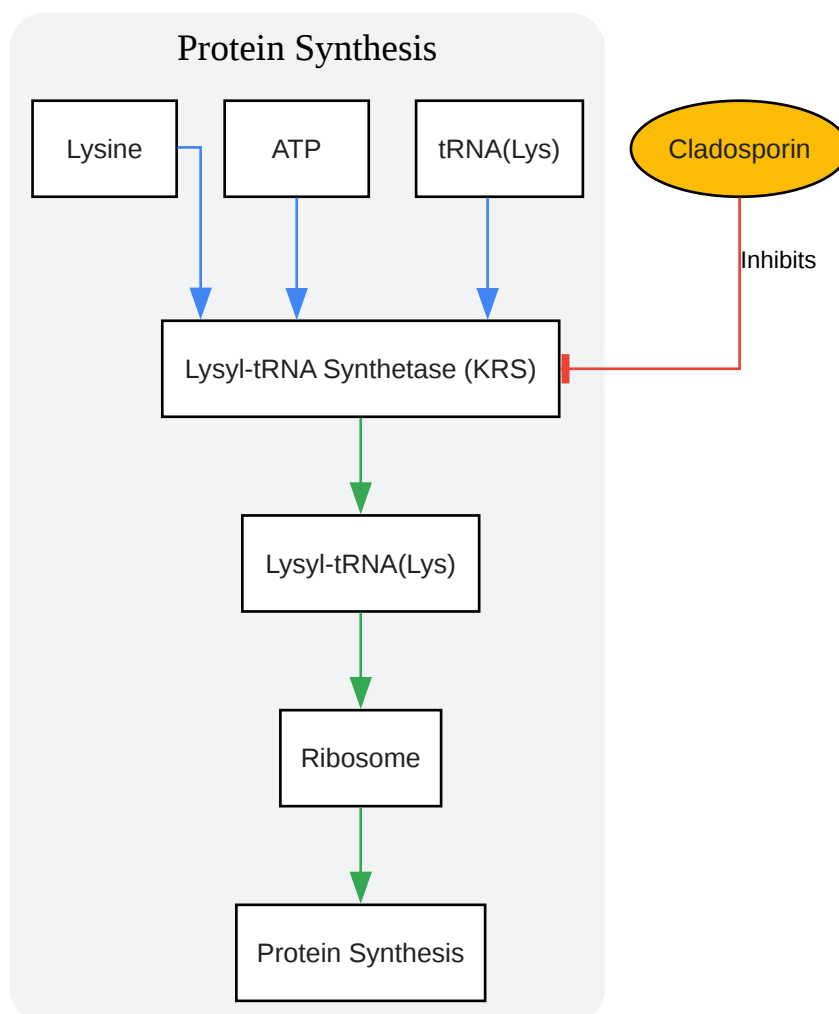 Protein Synthesis
Lysine
ATP
tRNA(Lys)
Cladosporin
Inhibits
Lysyl-tRNA Synthetase (KRS)
Lysyl-tRNA(Lys)
Ribosome
Protein Synthesis